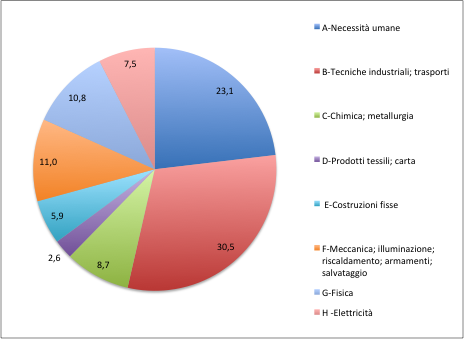 7,5
10,8
23,1
11,0
5,9
2,6
8,7
30,5
A-Necessità umane
B-Tecniche industriali; trasporti
C-Chimica; metallurgia
D-Prodotti tessili; carta
E-Costruzioni fisse
F-Meccanica; illuminazione;
riscaldamento; armamenti;
salvataggio
G-Fisica
H -Elettricità